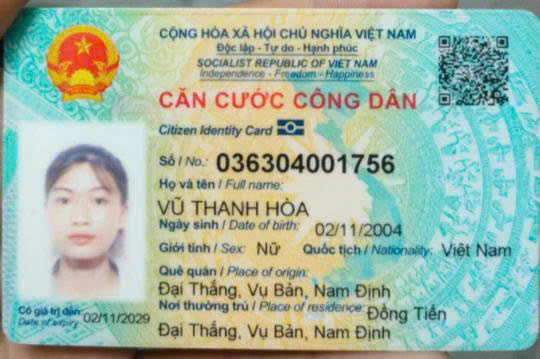 CỘNG HÒA XÃ HỘI CHỦ NGHĨA VIỆT NAM
Độc lập - Tự do - Hạnh phúc
SOCIALIST REPUBLIC OF VIET NAM
Independence - Freedom - Happiness
CĂN CƯỚC CÔNG DÂN
Citizen Identity Card
Số / No.: 036304001756
Họ và tên / Full name:
VŨ THANH HÒA
Ngày sinh / Date of birth: 02/11/2004
Giới tính / Sex: Nữ Quốc tịch / Nationality: Việt Nam
Quê quán / Place of origin:
Đại Thắng, Vụ Bản, Nam Định
Nơi thường trú / Place of residence: Đồng Tiến
Đại Thắng, Vụ Bản, Nam Định
Có giá trị đến: 02/11/2029
Date of expiry